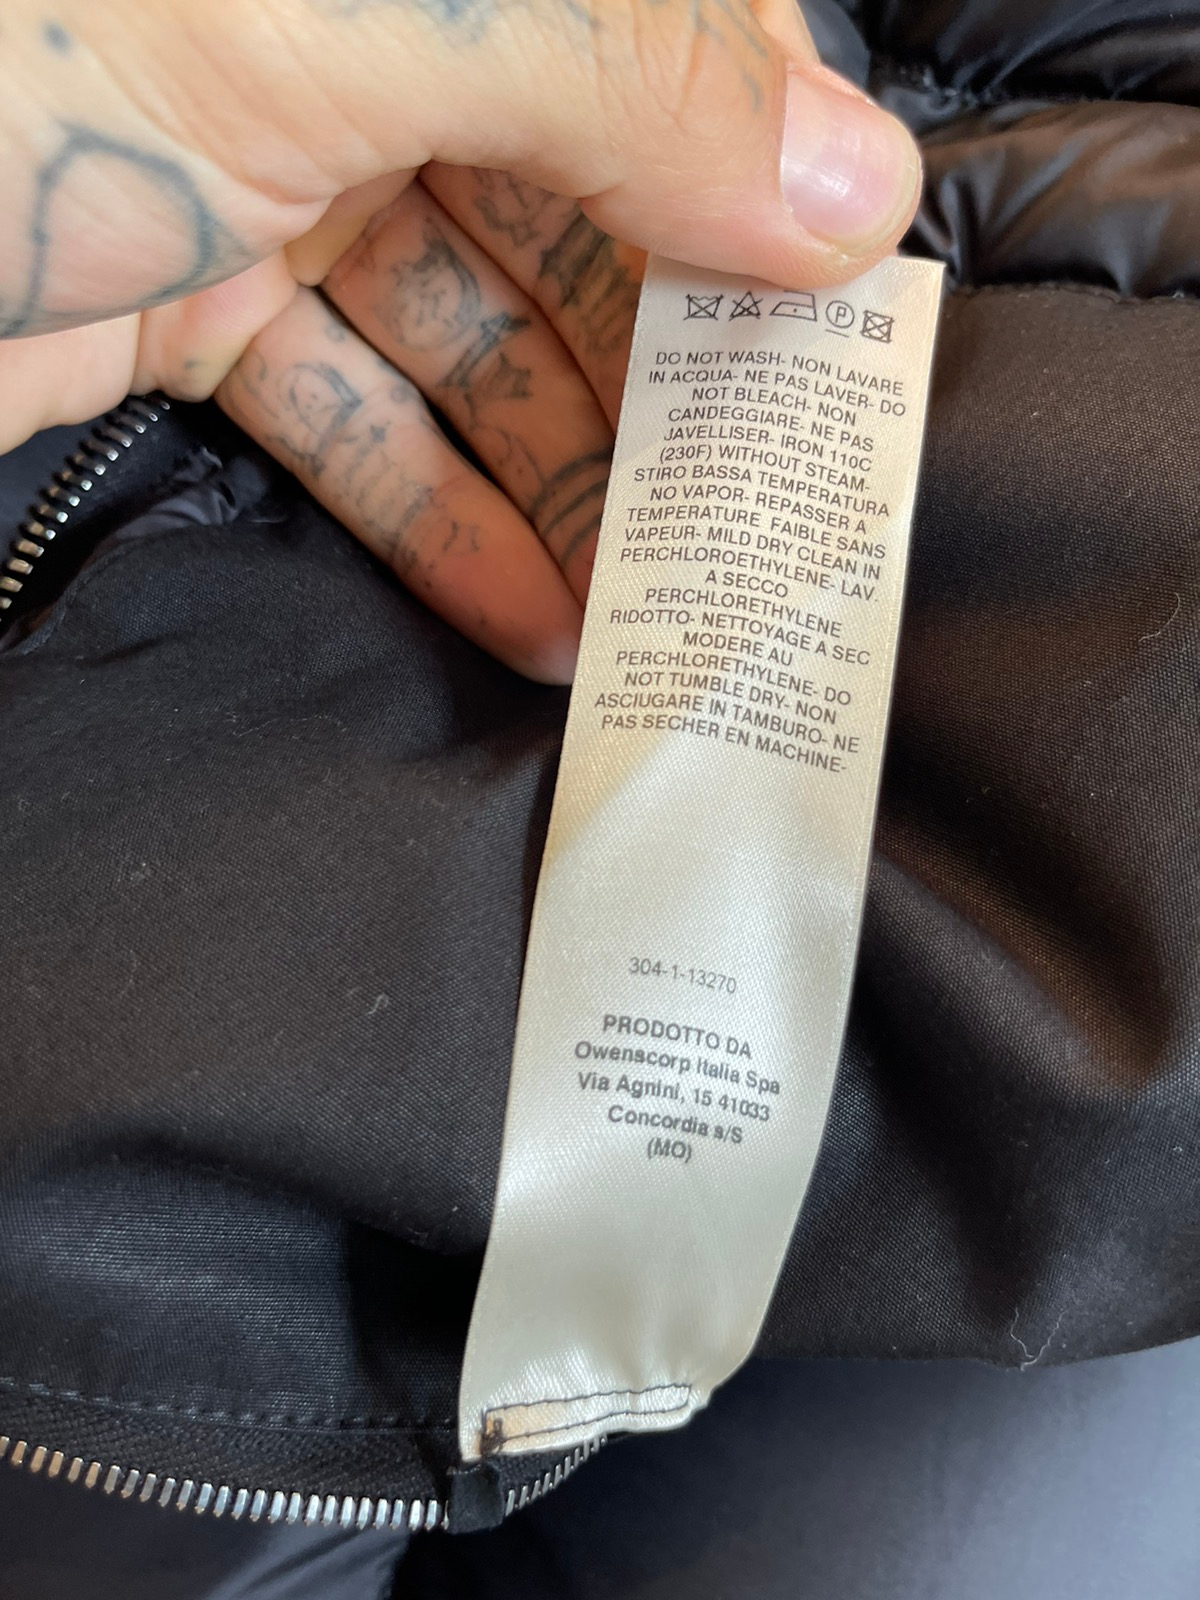 P
DO NOT WASH- NON LAVARE
IN ACQUA- NE PAS LAVER- DO
NOT BLEACH- NON
CANDEGGIARE- NE PAS
JAVELLISER- IRON 110C
(230F) WITHOUT STEAM-
STIRO BASSA TEMPERATURA
NO VAPOR- REPASSER A
TEMPERATURE FAIBLE SANS
VAPEUR- MILD DRY CLEAN IN
PERCHLOROETHYLENE- LAV.
A SECCO
PERCHLORETHYLENE
RIDOTTO- NETTOYAGE A SEC
MODERE AU
PERCHLORETHYLENE- DO
NOT TUMBLE DRY- NON
ASCIUGARE IN TAMBURO- NE
PAS SECHER EN MACHINE-
304-1-13270
PRODOTTO DA
Owenscorp Italia Spa
Via Agnini, 15 41033
Concordia s/S
(MO)